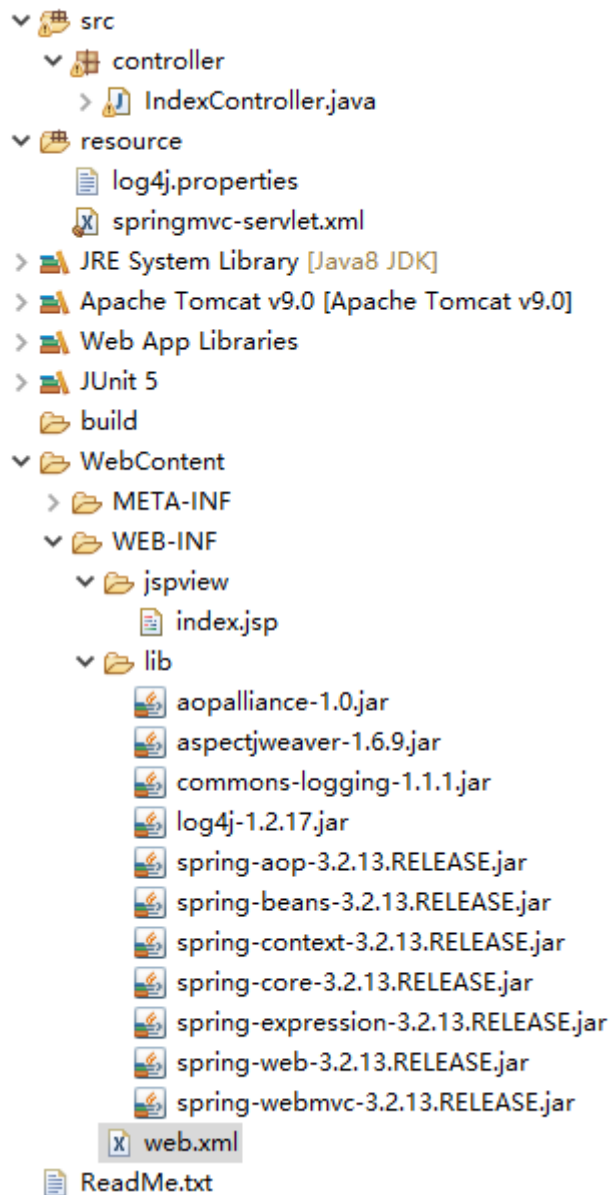 src
controller
IndexController.java
resource
log4j.properties
springmvc-servlet.xml
JRE System Library [Java8 JDK]
Apache Tomcat v9.0 [Apache Tomcat v9.0]
Web App Libraries
JUnit 5
build
WebContent
META-INF
WEB-INF
jspview
index.jsp
lib
aopalliance-1.0.jar
aspectjweaver-1.6.9.jar
commons-logging-1.1.1.jar
log4j-1.2.17.jar
spring-aop-3.2.13.RELEASE.jar
spring-beans-3.2.13.RELEASE.jar
spring-context-3.2.13.RELEASE.jar
spring-core-3.2.13.RELEASE.jar
spring-expression-3.2.13.RELEASE.jar
spring-web-3.2.13.RELEASE.jar
spring-webmvc-3.2.13.RELEASE.jar
web.xml
ReadMe.txt